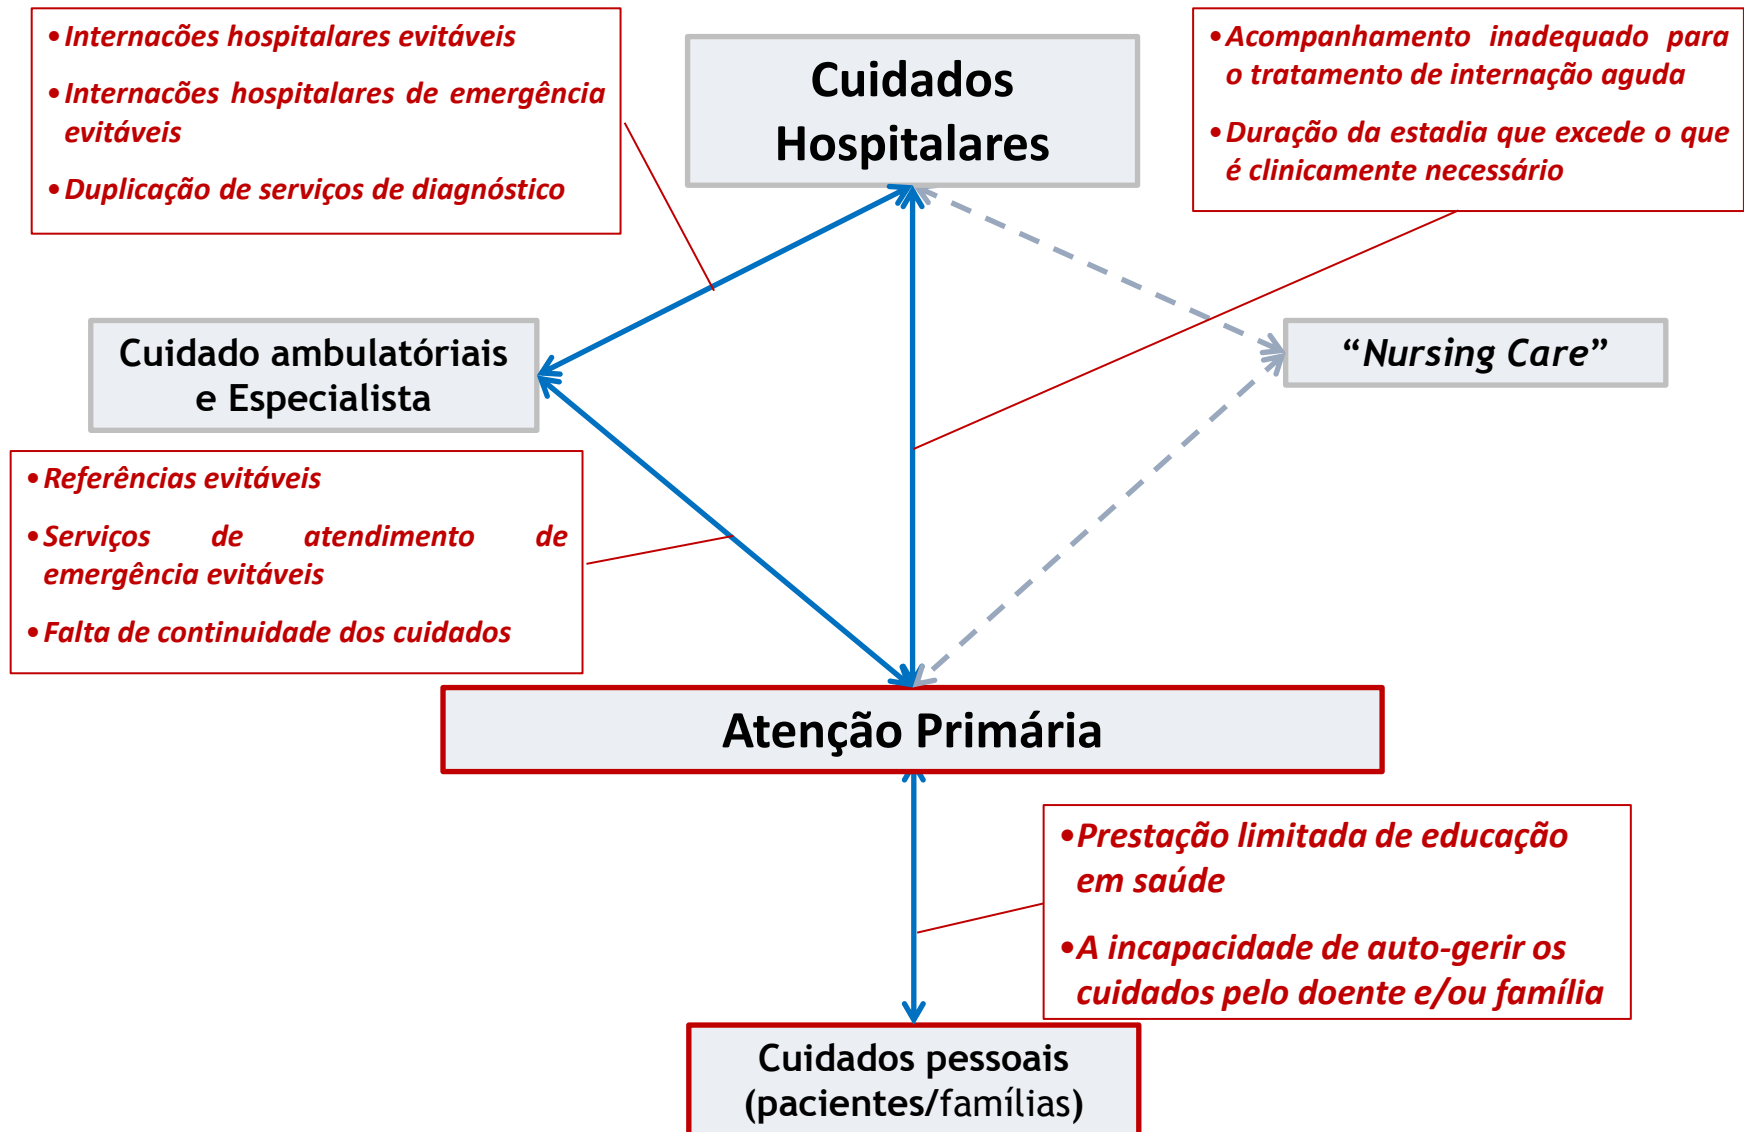 •Internacões hospitalares evitáveis
•Internacões hospitalares de emergência
evitáveis
•Duplicação de serviços de diagnóstico
Cuidados
Hospitalares
•Acompanhamento inadequado para
o tratamento de internação aguda
•Duração da estadia que excede o que
é clinicamente necessário
Cuidado ambulatóriais
e Especialista
“Nursing Care”
•Referências evitáveis
•Serviços de atendimento de
emergência evitáveis
•Falta de continuidade dos cuidados
Atenção Primária
•Prestação limitada de educação
em saúde
•A incapacidade de auto-gerir os
cuidados pelo doente e/ou família
Cuidados pessoais
(pacientes/famílias)